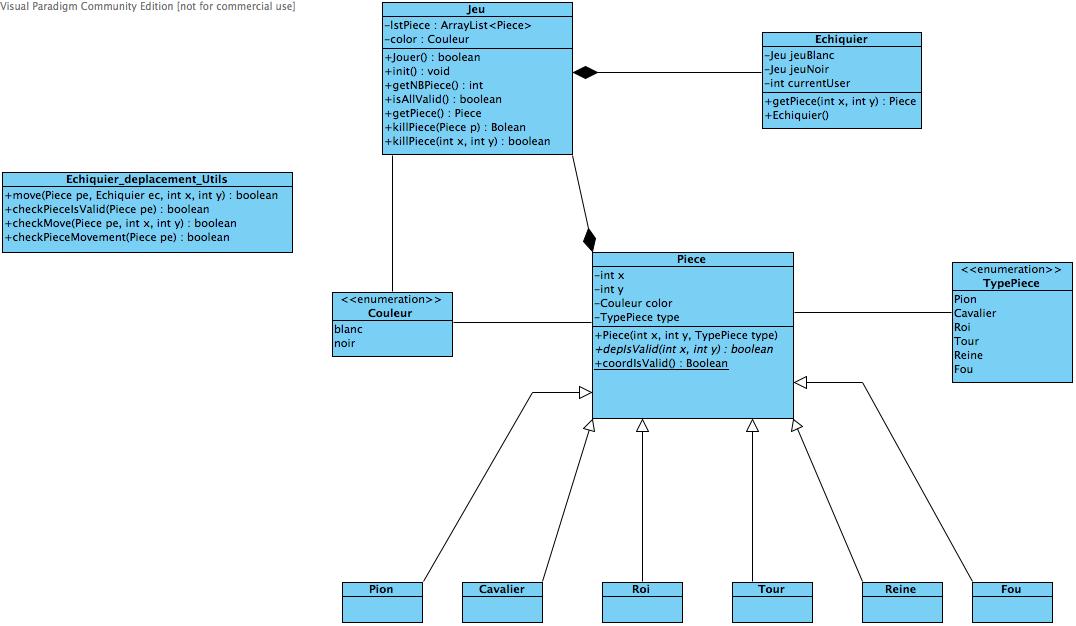 Visual Paradigm Community Edition [not for commercial use]
Jeu
-lstPiece : ArrayList<Piece>
-color : Couleur
+Jouer() : boolean
+init() : void
+getNBPiece() : int
+isAllValid() : boolean
+getPiece() : Piece
+killPiece(Piece p) : Bolean
+killPiece(int x, int y) : boolean
Echiquier
-Jeu jeuBlanc
-Jeu jeuNoir
-int currentUser
+getPiece(int x, int y) : Piece
+Echiquier()
Echiquier_deplacement_Utils
+move(Piece pe, Echiquier ec, int x, int y) : boolean
+checkPieceIsValid(Piece pe) : boolean
+checkMove(Piece pe, int x, int y) : boolean
+checkPieceMovement(Piece pe) : boolean
<<enumeration>>
Couleur
blanc
noir
Piece
-int x
-int y
-Couleur color
-TypePiece type
+Piece(int x, int y, TypePiece type)
+depIsValid(int x, int y) : boolean
+coordIsValid() : Boolean
<<enumeration>>
TypePiece
Pion
Cavalier
Roi
Tour
Reine
Fou
Pion
Cavalier
Roi
Tour
Reine
Fou